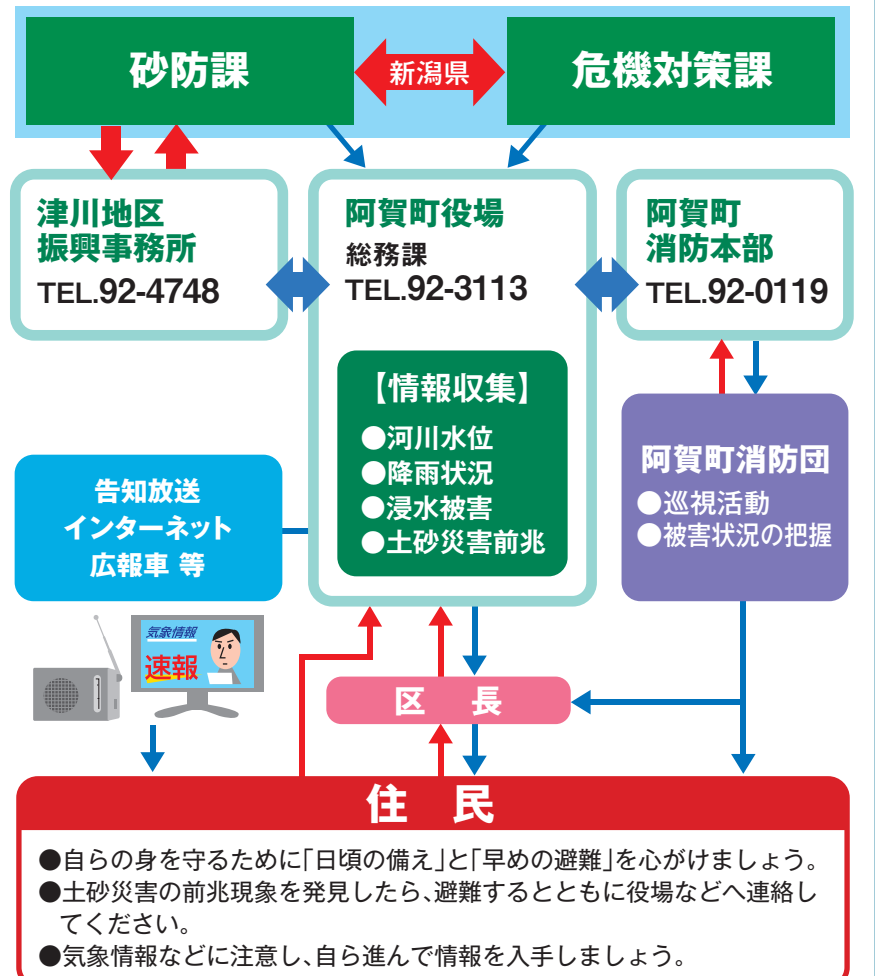 砂防課
新潟県
危機対策課
津川地区
振興事務所
TEL.92-4748
阿賀町役場
総務課
TEL.92-3113
阿賀町
消防本部
TEL.92-0119
【情報収集】
●河川水位
●降雨状況
●浸水被害
●土砂災害前兆
阿賀町消防団
●巡視活動
●被害状況の把握
告知放送
インターネット
広報車 等
気象情報
速報
区 長
住 民
●自らの身を守るために「日頃の備え」と「早めの避難」を心がけましょう。
●土砂災害の前兆現象を発見したら、避難するとともに役場などへ連絡し
てください。
●気象情報などに注意し、自ら進んで情報を入手しましょう。